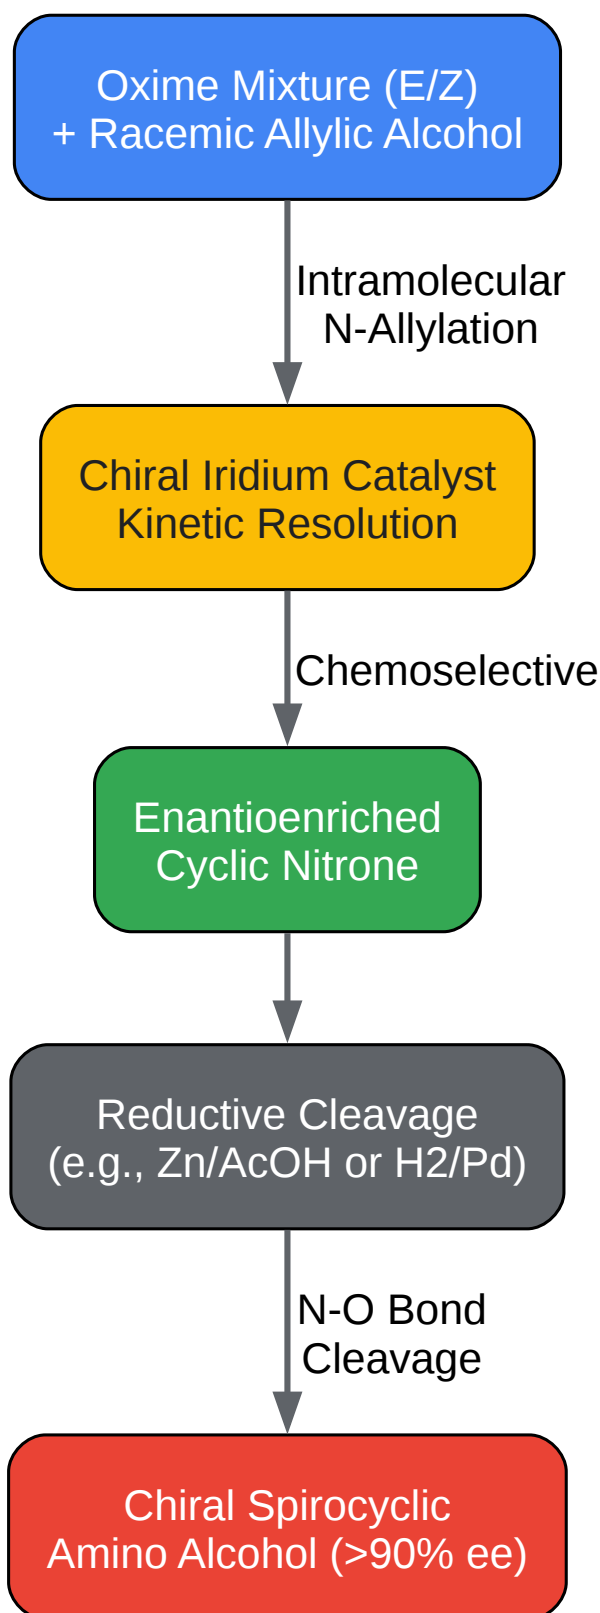 Oxime Mixture (E/Z)
+ Racemic Allylic Alcohol
Intramolecular
N-Allylation
Chiral Iridium Catalyst
Kinetic Resolution
Chemoselective
Enantioenriched
Cyclic Nitrone
Reductive Cleavage
(e.g., Zn/AcOH or H2/Pd)
N-O Bond
Cleavage
Chiral Spirocyclic
Amino Alcohol (>90% ee)